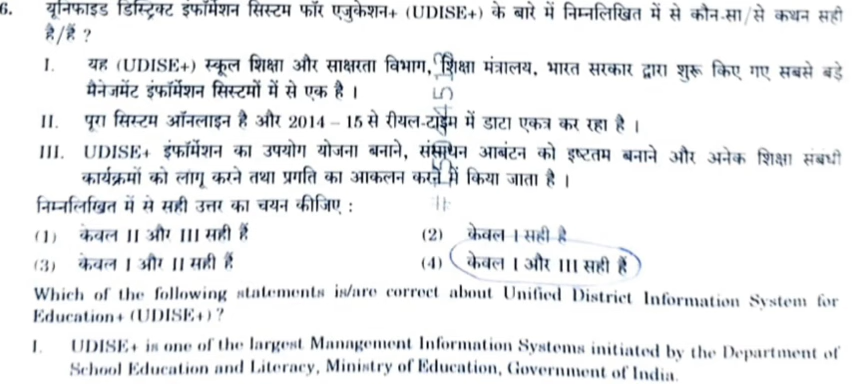 6. यूनिफाइड डिस्ट्रिक्ट इंफॉर्मेशन सिस्टम फॉर एजुकेशन+ (UDISE+) के बारे में निम्नलिखित में से कौन-सा/से कथन सही
है/हैं ?
I. यह (UDISE+) स्कूल शिक्षा और साक्षरता विभाग, शिक्षा मंत्रालय, भारत सरकार द्वारा शुरू किए गए सबसे बड़े
मैनेजमेंट इंफॉर्मेशन सिस्टमों में से एक है ।
II. पूरा सिस्टम ऑनलाइन है और 2014 – 15 से रीयल-टाईम में डाटा एकत्र कर रहा है ।
III. UDISE+ इंफॉर्मेशन का उपयोग योजना बनाने, संसाधन आबंटन को इष्टतम बनाने और अनेक शिक्षा संबंधी
कार्यक्रमों को लागू करने तथा प्रगति का आकलन करने में किया जाता है ।
निम्नलिखित में से सही उत्तर का चयन कीजिए :
(1) केवल II और III सही हैं (2) केवल I सही है
(3) केवल I और II सही हैं (4) केवल I और III सही हैं
Which of the following statements is/are correct about Unified District Information System for
Education+ (UDISE+) ?
I. UDISE+ is one of the largest Management Information Systems initiated by the Department of
School Education and Literacy, Ministry of Education, Government of India.